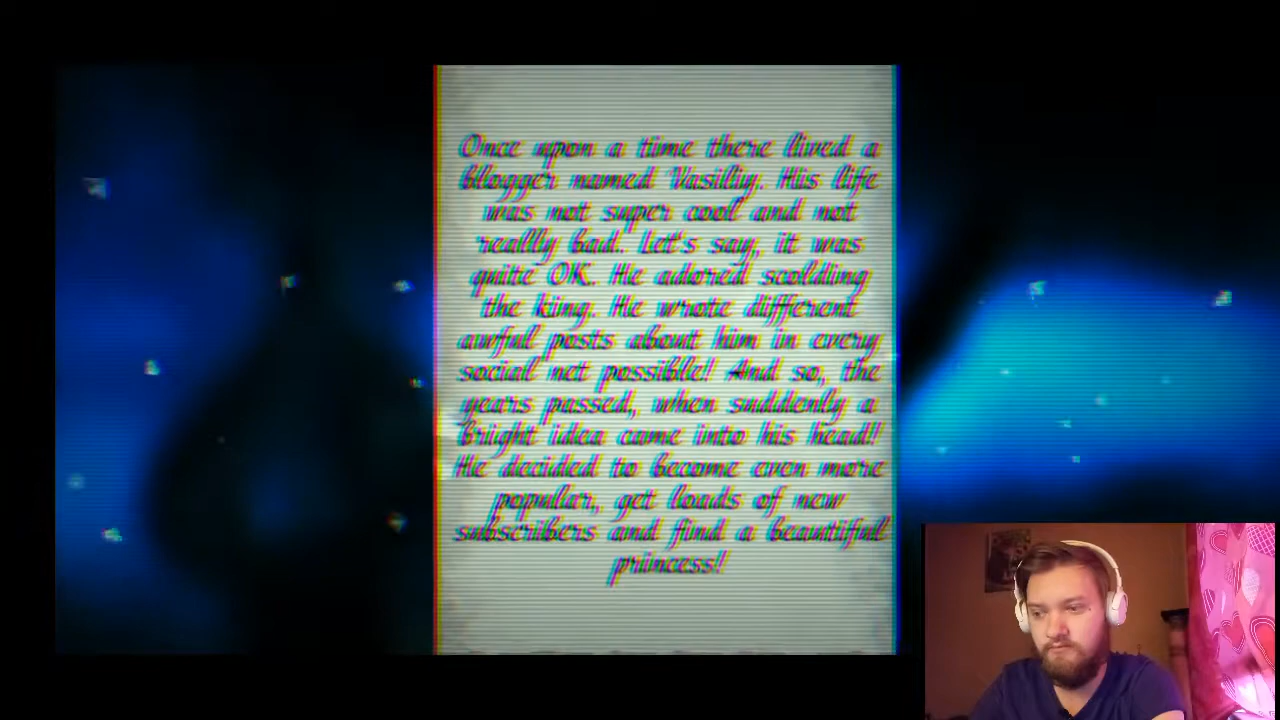 Once upon a time there lived a
blogger named Vasiliy. His life
was not super cool and not
really bad. Let's say, it was
quite OK. He adored scolding
the king. He wrote different
awful posts about him in every
social net possible! And so, the
years passed, when suddenly a
bright idea came into his head!
He decided to become even more
popular, get loads of new
subscribers and find a beautiful
princess!